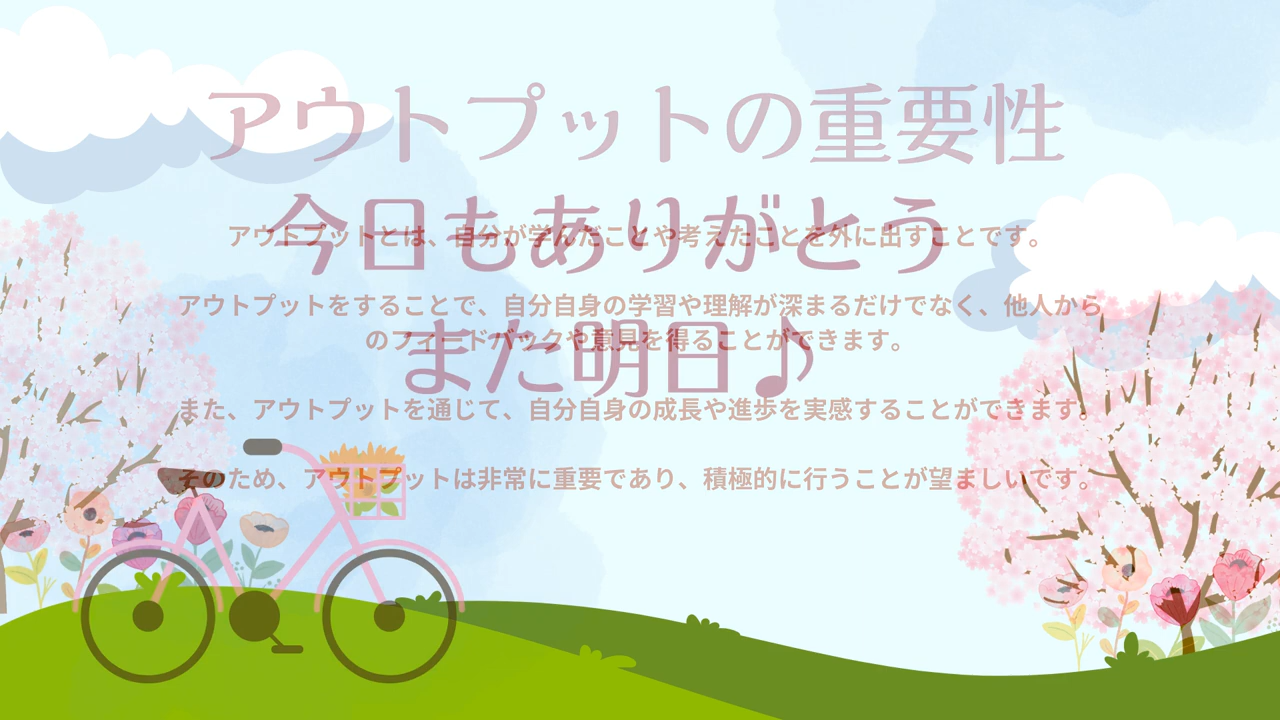 アウトプットの重要性
今日もありがとう
アウトプットとは、自分が学んだことや考えたことを外に出すことです。
アウトプットをすることで、自分自身の学習や理解が深まるだけでなく、他人から
のフィードバックや意見を得ることができます。
また明日♪
また、アウトプットを通じて、自分自身の成長や進歩を実感することができます。
そのため、アウトプットは非常に重要であり、積極的に行うことが望ましいです。